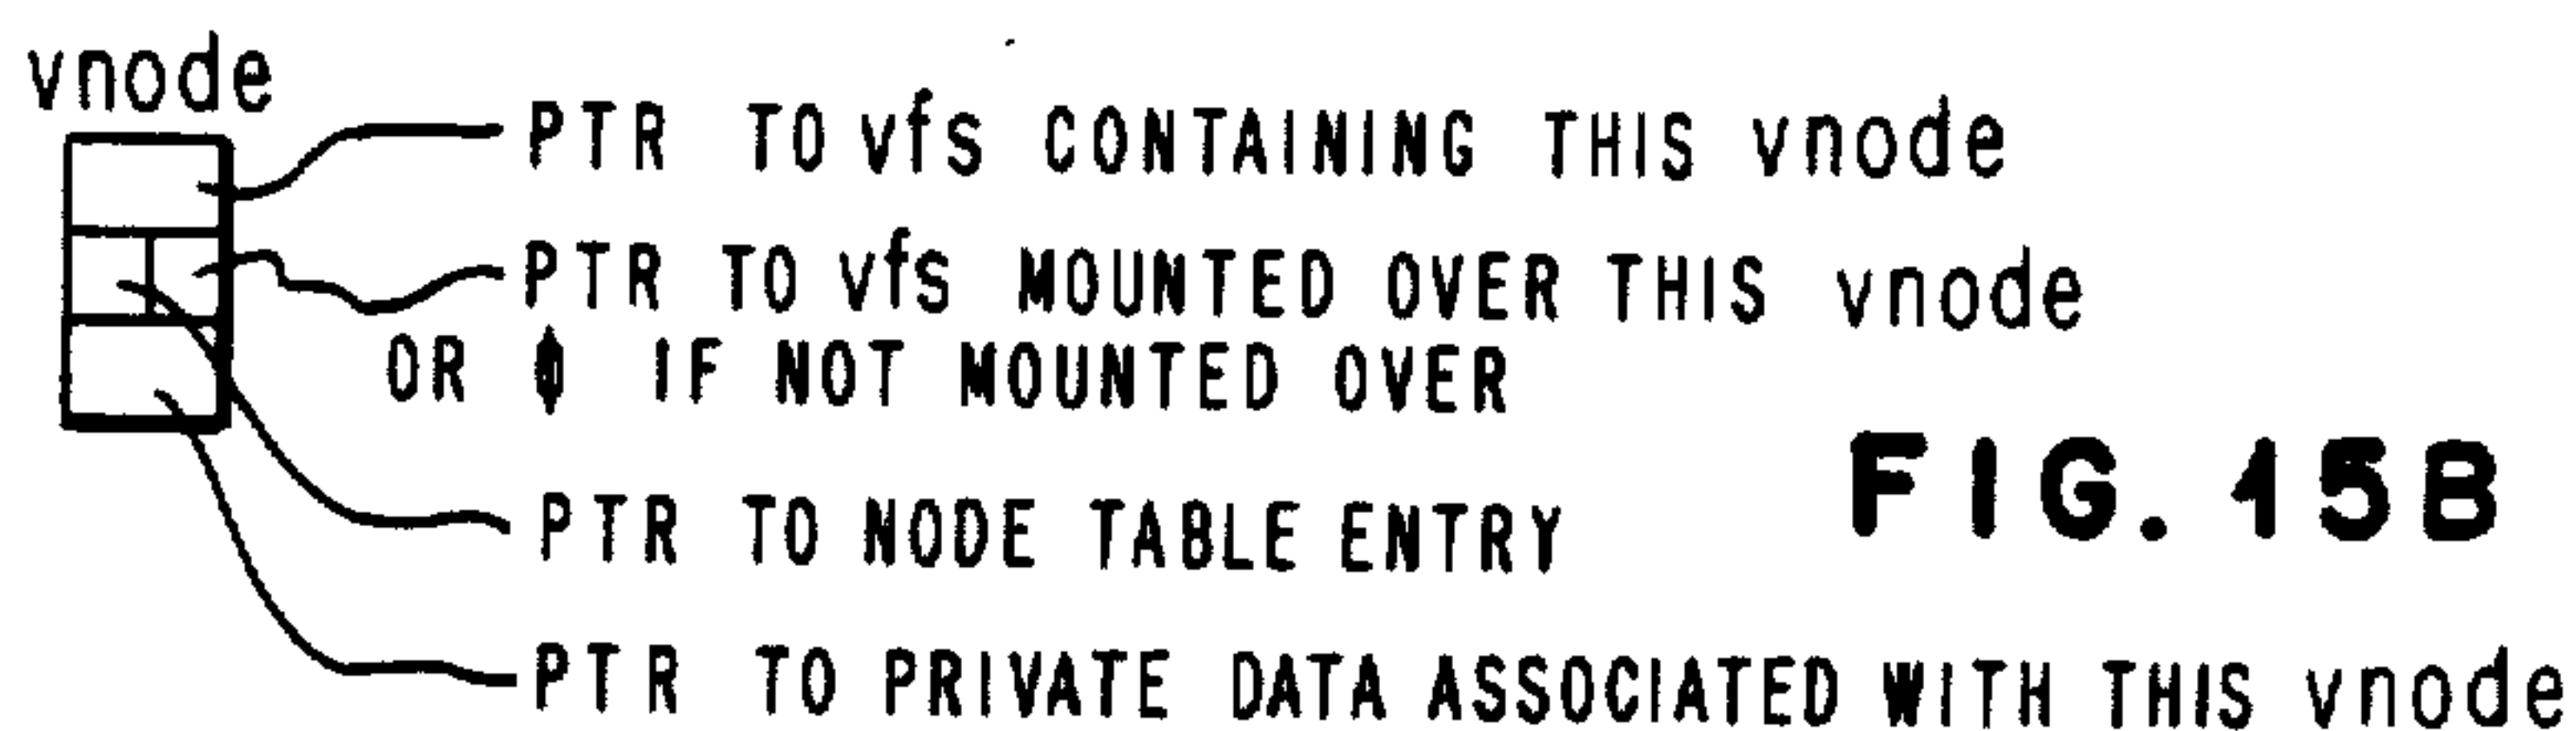 vnode
PTR TO vfs CONTAINING THIS vnode
PTR TO vfs MOUNTED OVER THIS vnode
OR φ IF NOT MOUNTED OVER
PTR TO NODE TABLE ENTRY
FIG. 15B
PTR TO PRIVATE DATA ASSOCIATED WITH THIS vnode